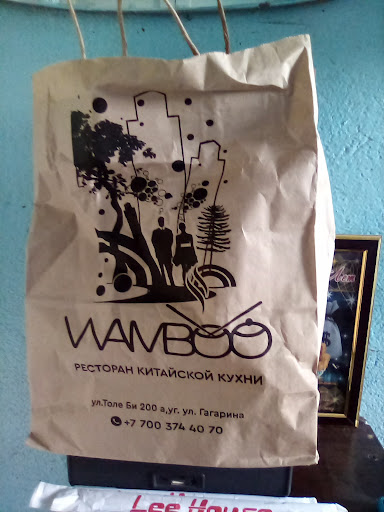 WAMBOO
РЕСТОРАН КИТАЙСКОЙ КУХНИ
ул.Толе Би 200 а,уг. ул. Гагарина
+7 700 374 40 70
Lee House